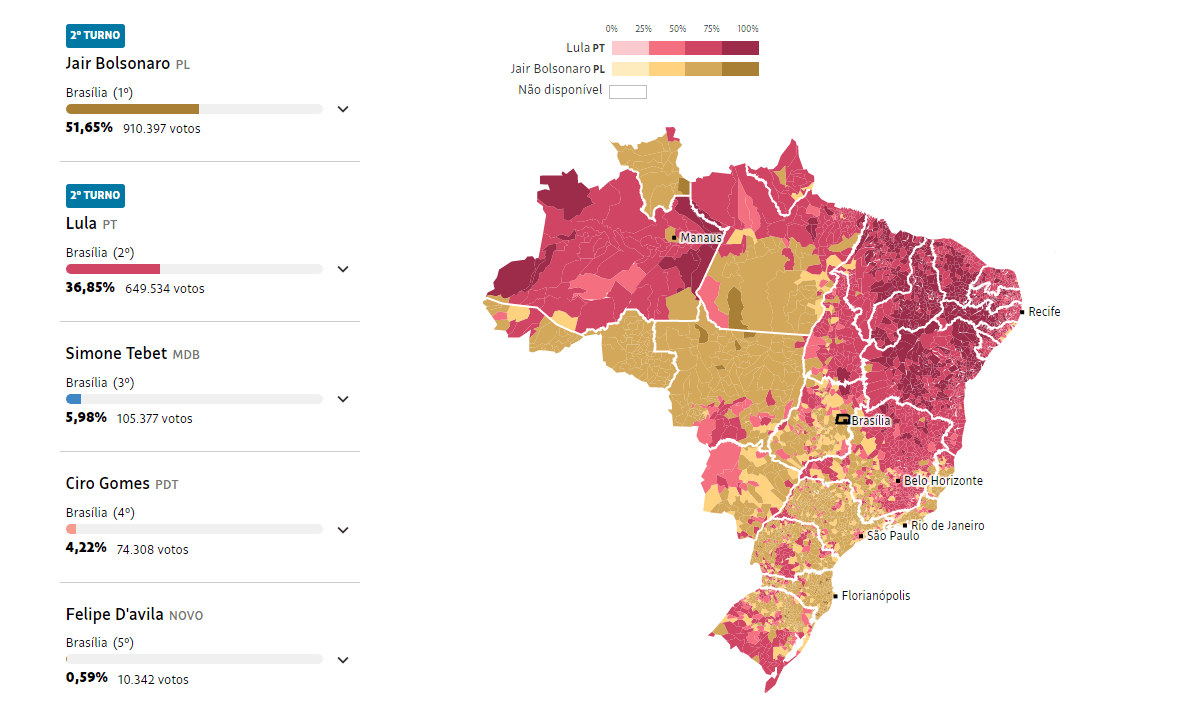 2º TURNO
Jair Bolsonaro PL
Brasília (1º)
51,65% 910.397 votos
2º TURNO
Lula PT
Brasília (2º)
36,85% 649.534 votos
Simone Tebet MDB
Brasília (3º)
5,98% 105.377 votos
Ciro Gomes PDT
Brasília (4º)
4,22% 74.308 votos
Felipe D'avila NOVO
Brasília (5º)
0,59% 10.342 votos
0% 25% 50% 75% 100%
Lula PT
Jair Bolsonaro PL
Não disponível
Manaus
Recife
Brasília
Belo Horizonte
Rio de Janeiro
São Paulo
Florianópolis